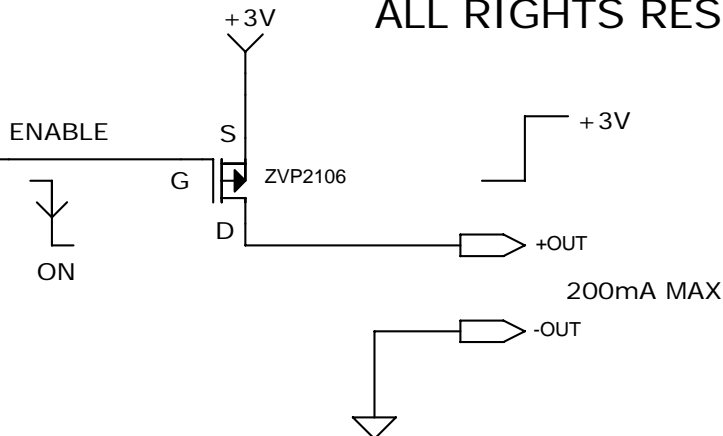 +3V
ALL RIGHTS RES
ENABLE
S
+3V
G
ZVP2106
D
+OUT
ON
200mA MAX
-OUT